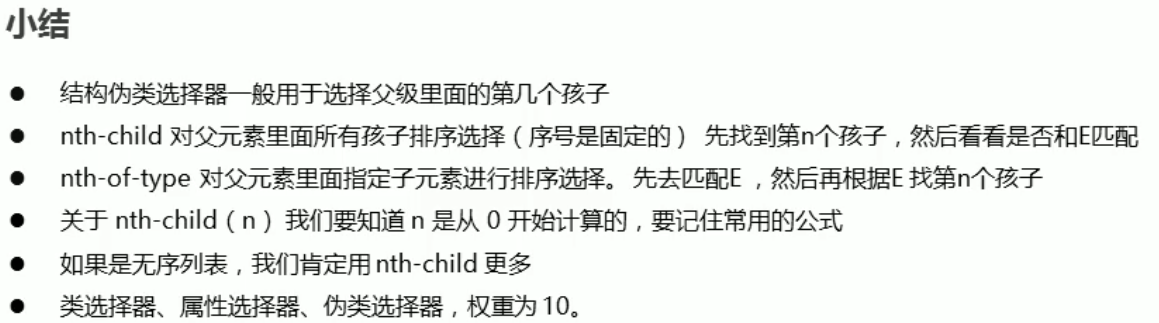 小结
● 结构伪类选择器一般用于选择父级里面的第几个孩子
● nth-child 对父元素里面所有孩子排序选择（序号是固定的） 先找到第n个孩子，然后看看是否和E匹配
● nth-of-type 对父元素里面指定子元素进行排序选择。 先去匹配E ，然后再根据E 找第n个孩子
● 关于 nth-child（n） 我们要知道 n 是从 0 开始计算的，要记住常用的公式
● 如果是无序列表，我们肯定用 nth-child 更多
● 类选择器、属性选择器、伪类选择器，权重为 10。